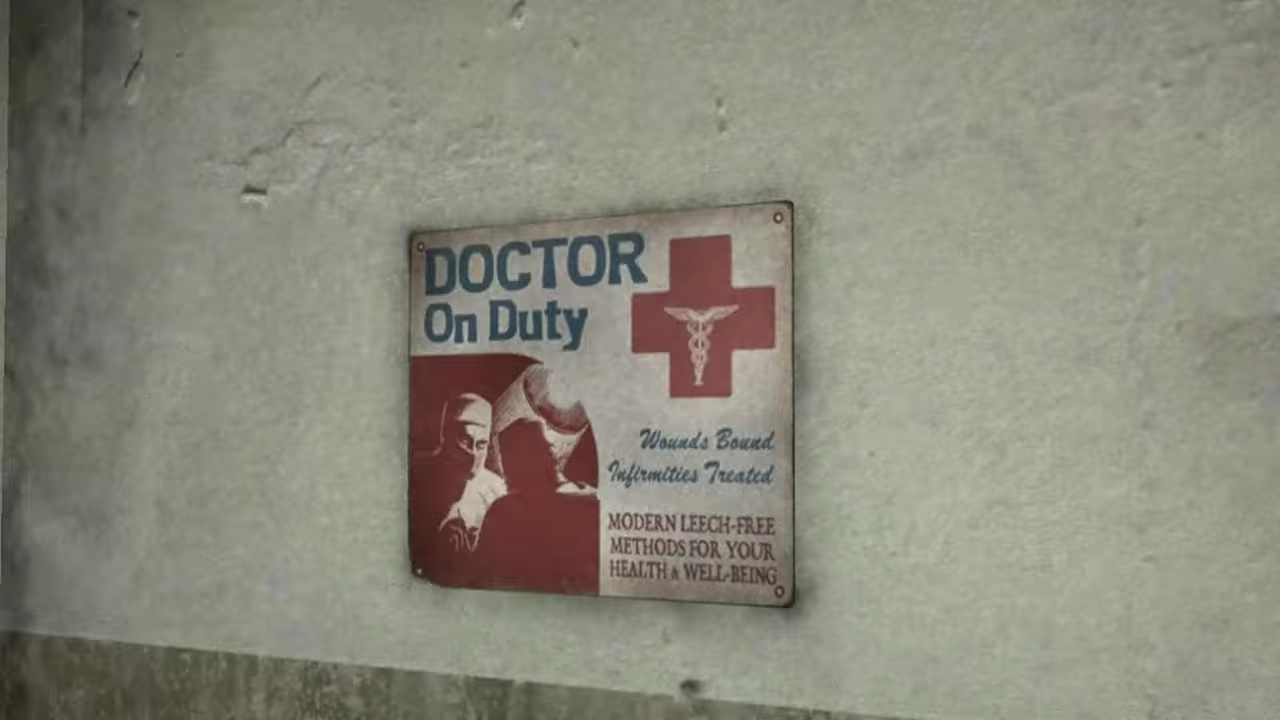 DOCTOR
On Duty
Wounds Bound
Infirmities Treated
MODERN LEECH-FREE
METHODS FOR YOUR
HEALTH & WELL-BEING